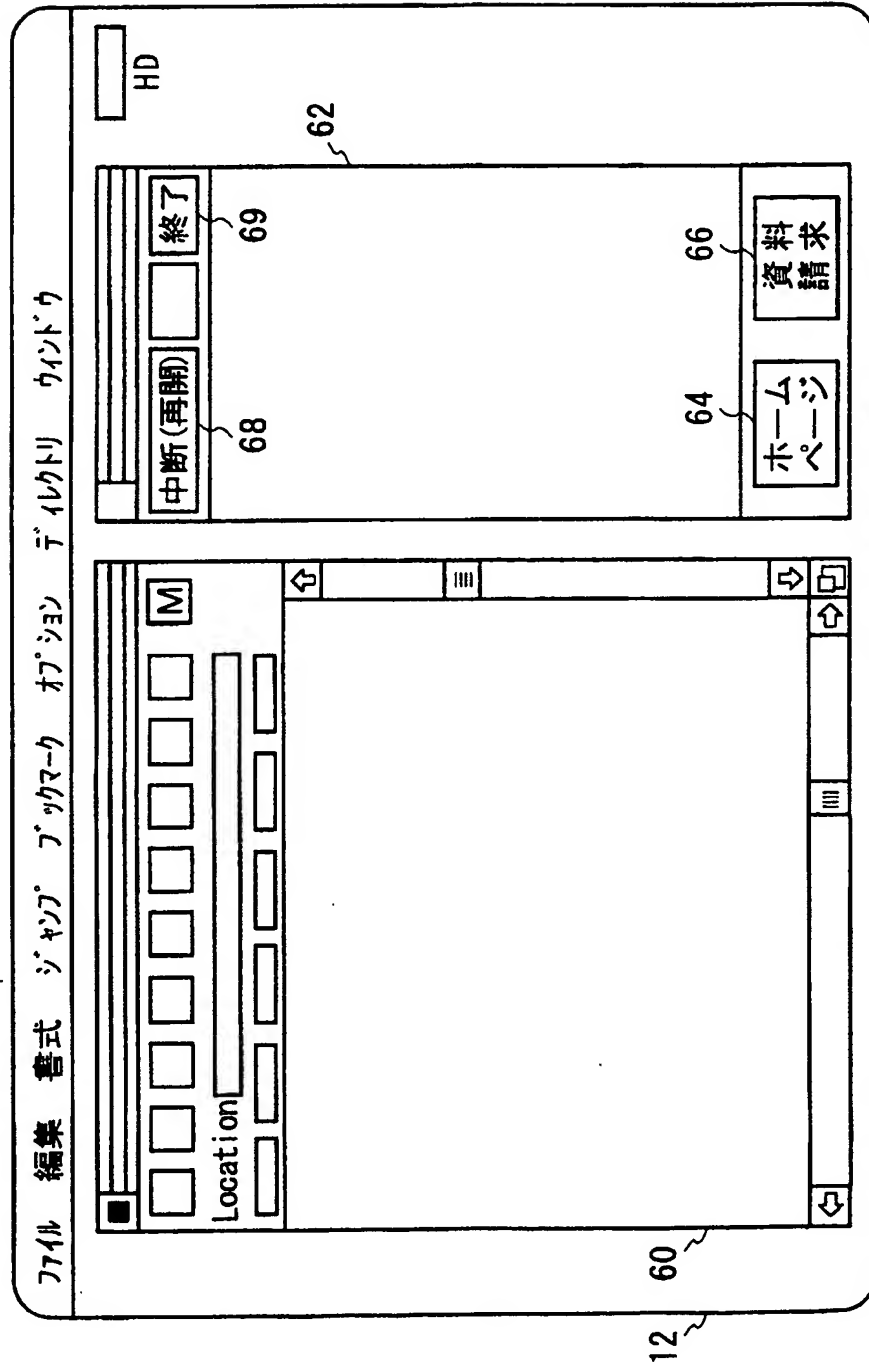 ファイル 編集 書式 ジャンプ ブックマーク オプション ディレクトリ ウィンドウ
HD
M
Location
中断(再開)
終了
68
69
62
64
66
ホーム
ページ
資料
請求
60
12